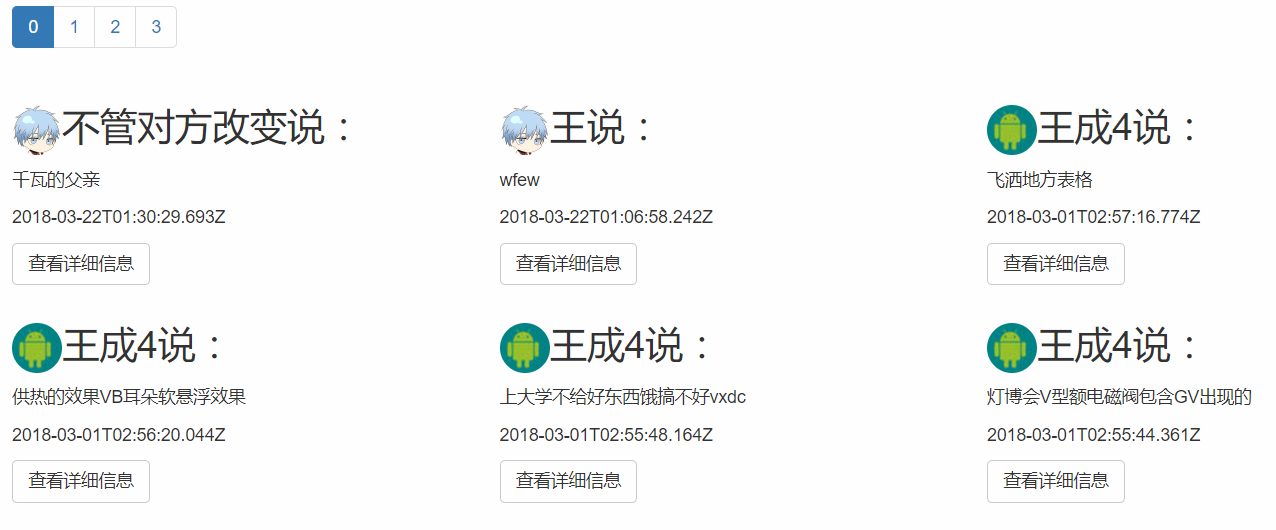 0 1 2 3
不管对方改变说： 王说： 王成4说：
千瓦的父亲 wfew 飞洒地方表格
2018-03-22T01:30:29.693Z 2018-03-22T01:06:58.242Z 2018-03-01T02:57:16.774Z
查看详细信息 查看详细信息 查看详细信息
王成4说： 王成4说： 王成4说：
供热的效果VB耳朵软悬浮效果 上大学不给好东西饿搞不好vxdc 灯博会V型额电磁阀包含GV出现的
2018-03-01T02:56:20.044Z 2018-03-01T02:55:48.164Z 2018-03-01T02:55:44.361Z
查看详细信息 查看详细信息 查看详细信息